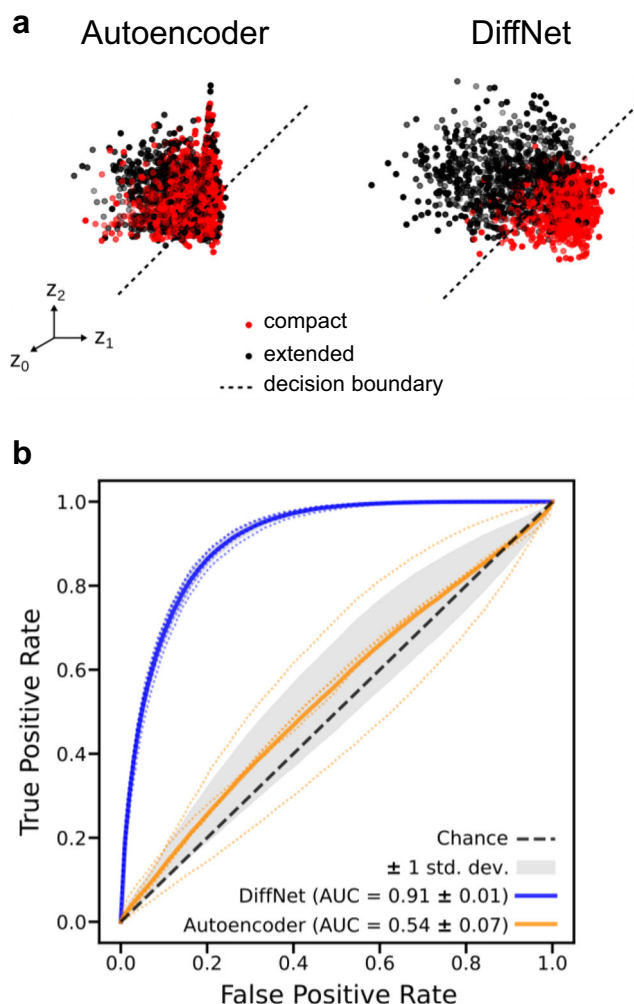 a
Autoencoder
DiffNet
z2
z0
z1
compact
extended
decision boundary
b
True Positive Rate
1.0
0.8
0.6
0.4
0.2
0.0
Chance
± 1 std. dev.
DiffNet (AUC = 0.91 ± 0.01)
Autoencoder (AUC = 0.54 ± 0.07)
0.0 0.2 0.4 0.6 0.8 1.0
False Positive Rate